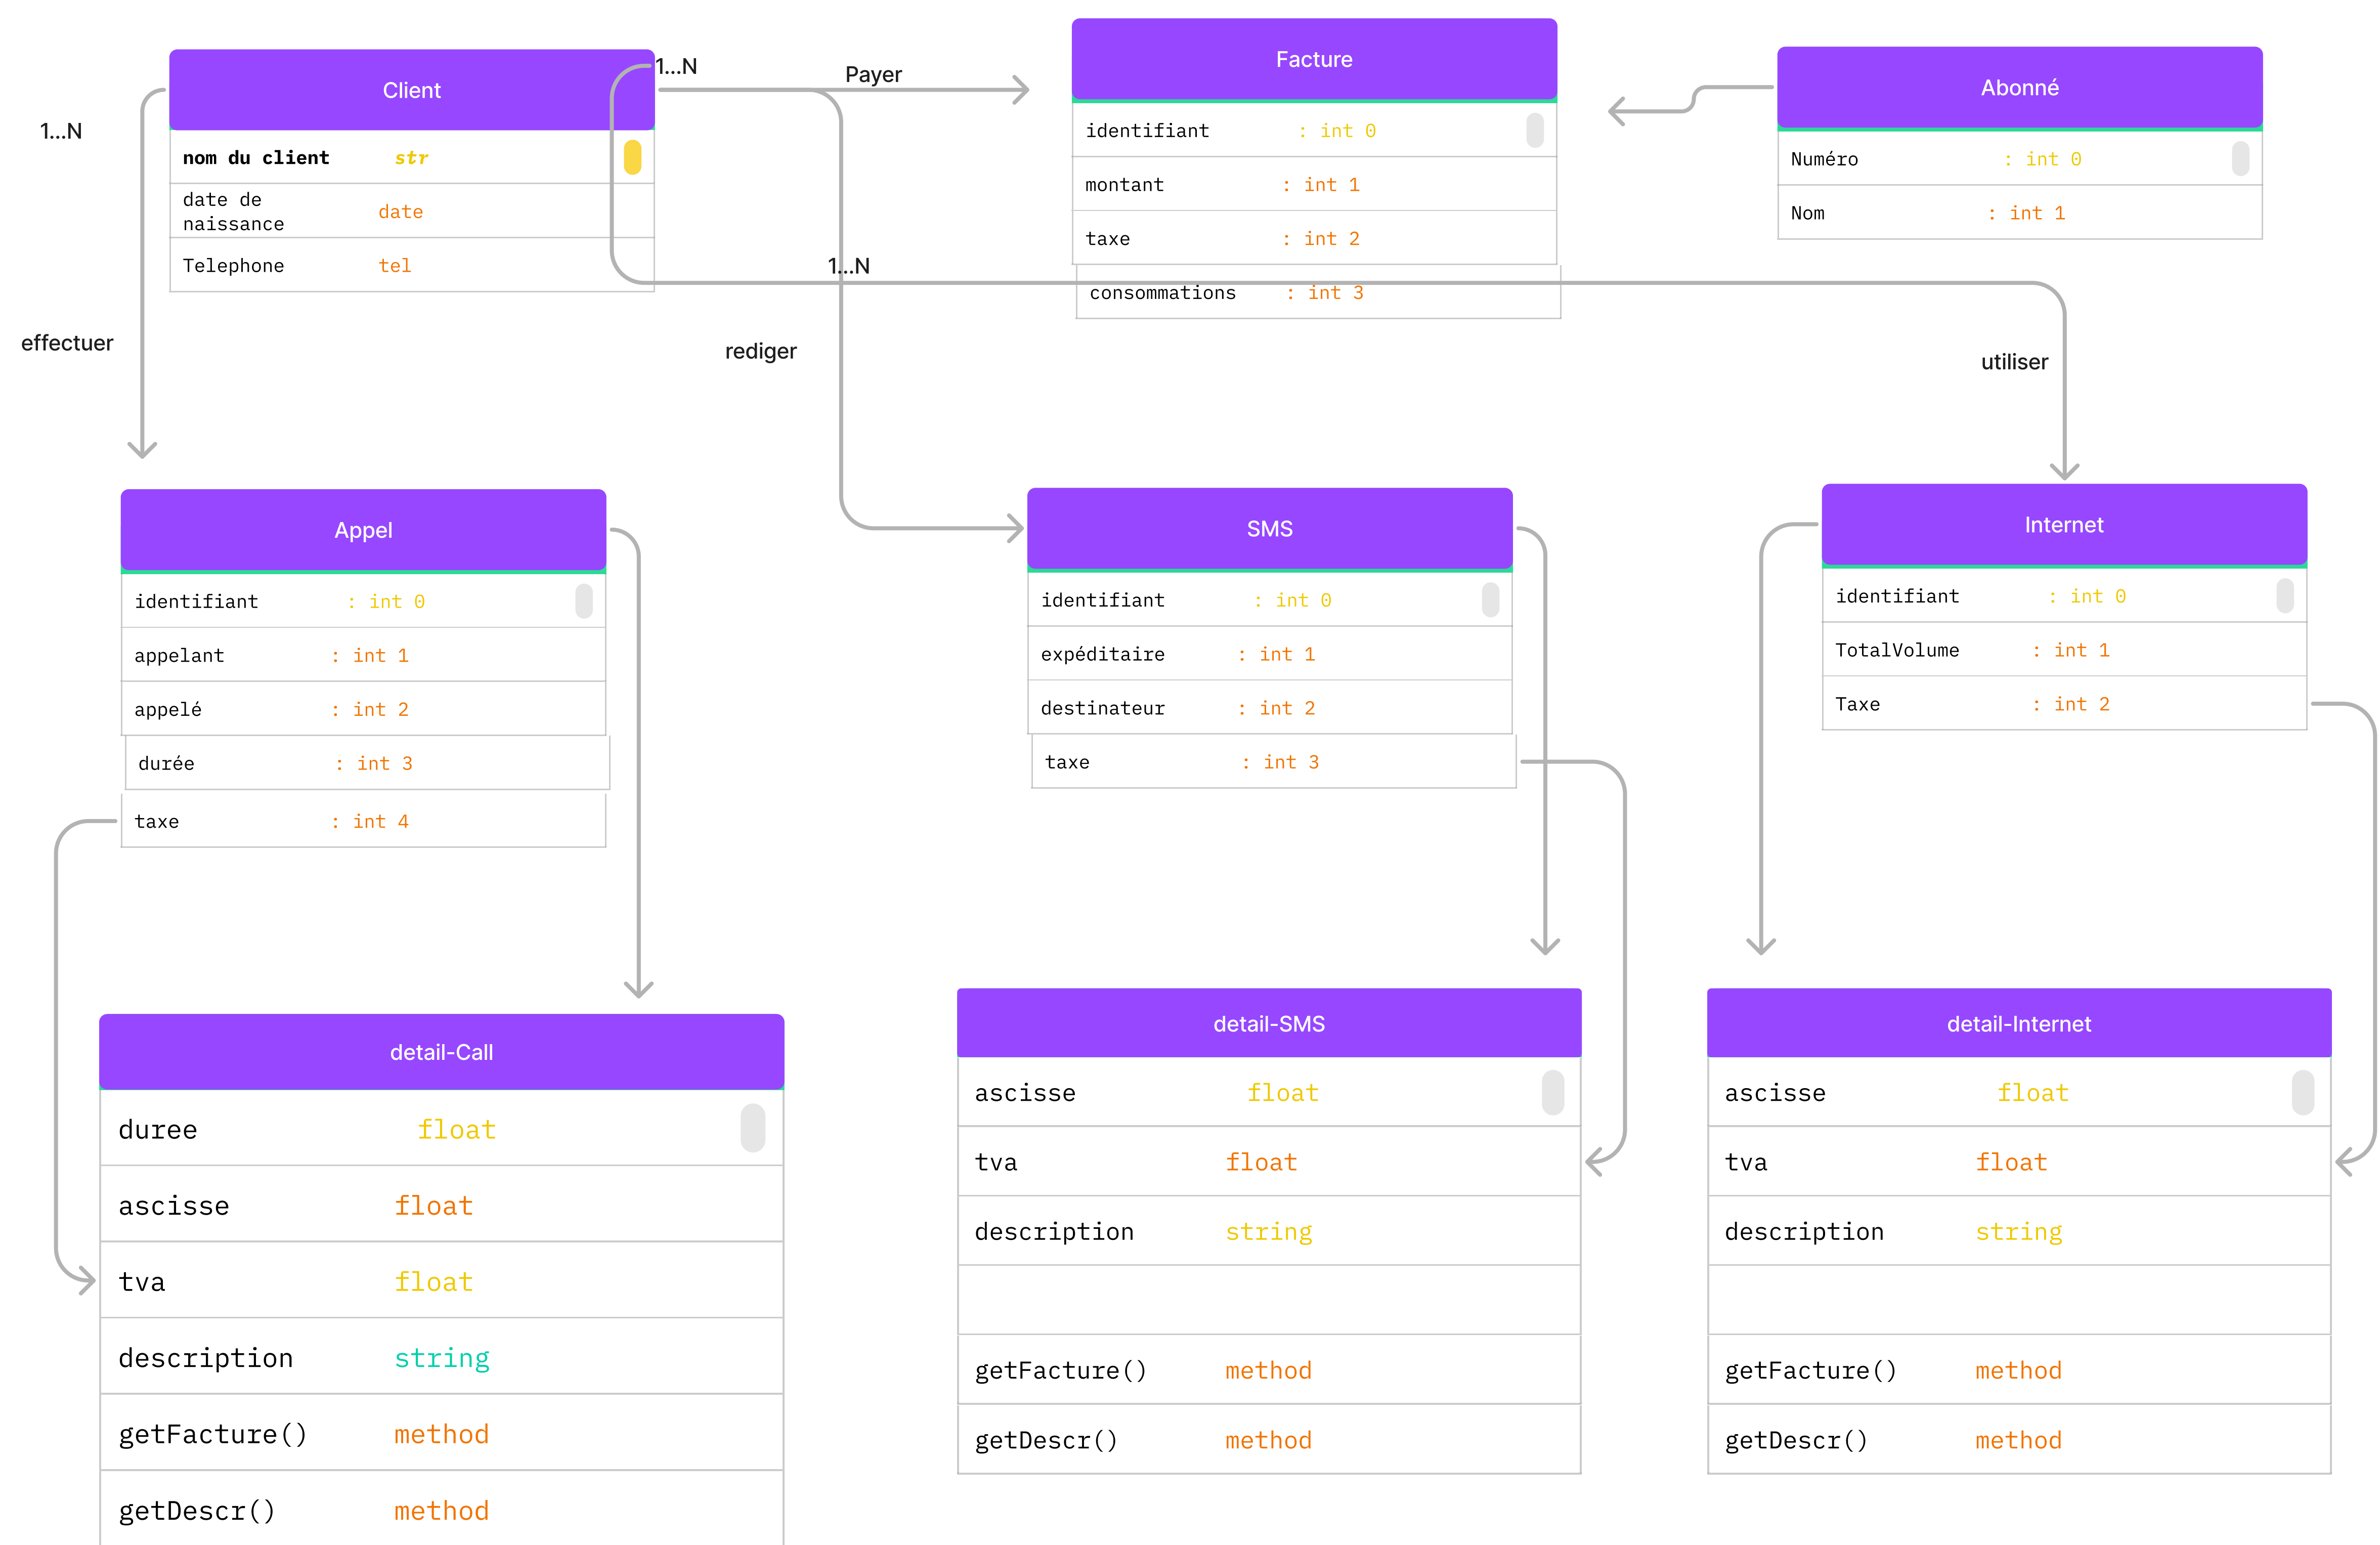 1...N
Client
nom du client str
date de
naissance date
Telephone tel
1...N
Payer
Facture
identifiant : int 0
montant : int 1
taxe : int 2
consommations : int 3
Abonné
Numéro : int 0
Nom : int 1
1...N
effectuer
rediger
utiliser
Appel
identifiant : int 0
appelant : int 1
appelé : int 2
durée : int 3
taxe : int 4
SMS
identifiant : int 0
expéditaire : int 1
destinateur : int 2
taxe : int 3
Internet
identifiant : int 0
TotalVolume : int 1
Taxe : int 2
detail-Call
duree float
ascisse float
tva float
description string
getFacture() method
getDescr() method
detail-SMS
ascisse float
tva float
description string
getFacture() method
getDescr() method
detail-Internet
ascisse float
tva float
description string
getFacture() method
getDescr() method